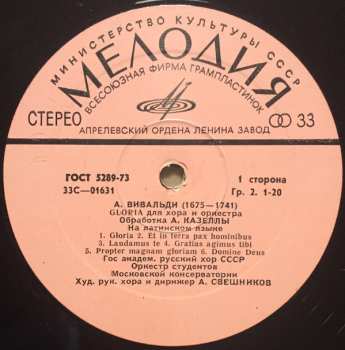 МИНИСТЕРСТВО КУЛЬТУРЫ СССР
МЕЛОДИЯ
ВСЕСОЮЗНАЯ ФИРМА ГРАМПЛАСТИНОК
СТЕРЕО
33
АПРЕЛЕВСКИЙ ОРДЕНА ЛЕНИНА ЗАВОД
ГОСТ 5289-73
1 сторона
33С—01631
Гр. 2. 1-20
А. ВИВАЛЬДИ (1675—1741)
GLORIA для хора и оркестра
Обработка А. КАЗЕЛЛЫ
На латинском языке
1. Gloria 2. Et in terra pax hominibus
3. Laudamus te 4. Gratias agimus tibi
5. Propter magnam gloriam 6. Domine Deus
Гос академ. русский хор СССР
Оркестр студентов
Московской консерватории
Худ. рук. хора и дирижер А. СВЕШНИКОВ